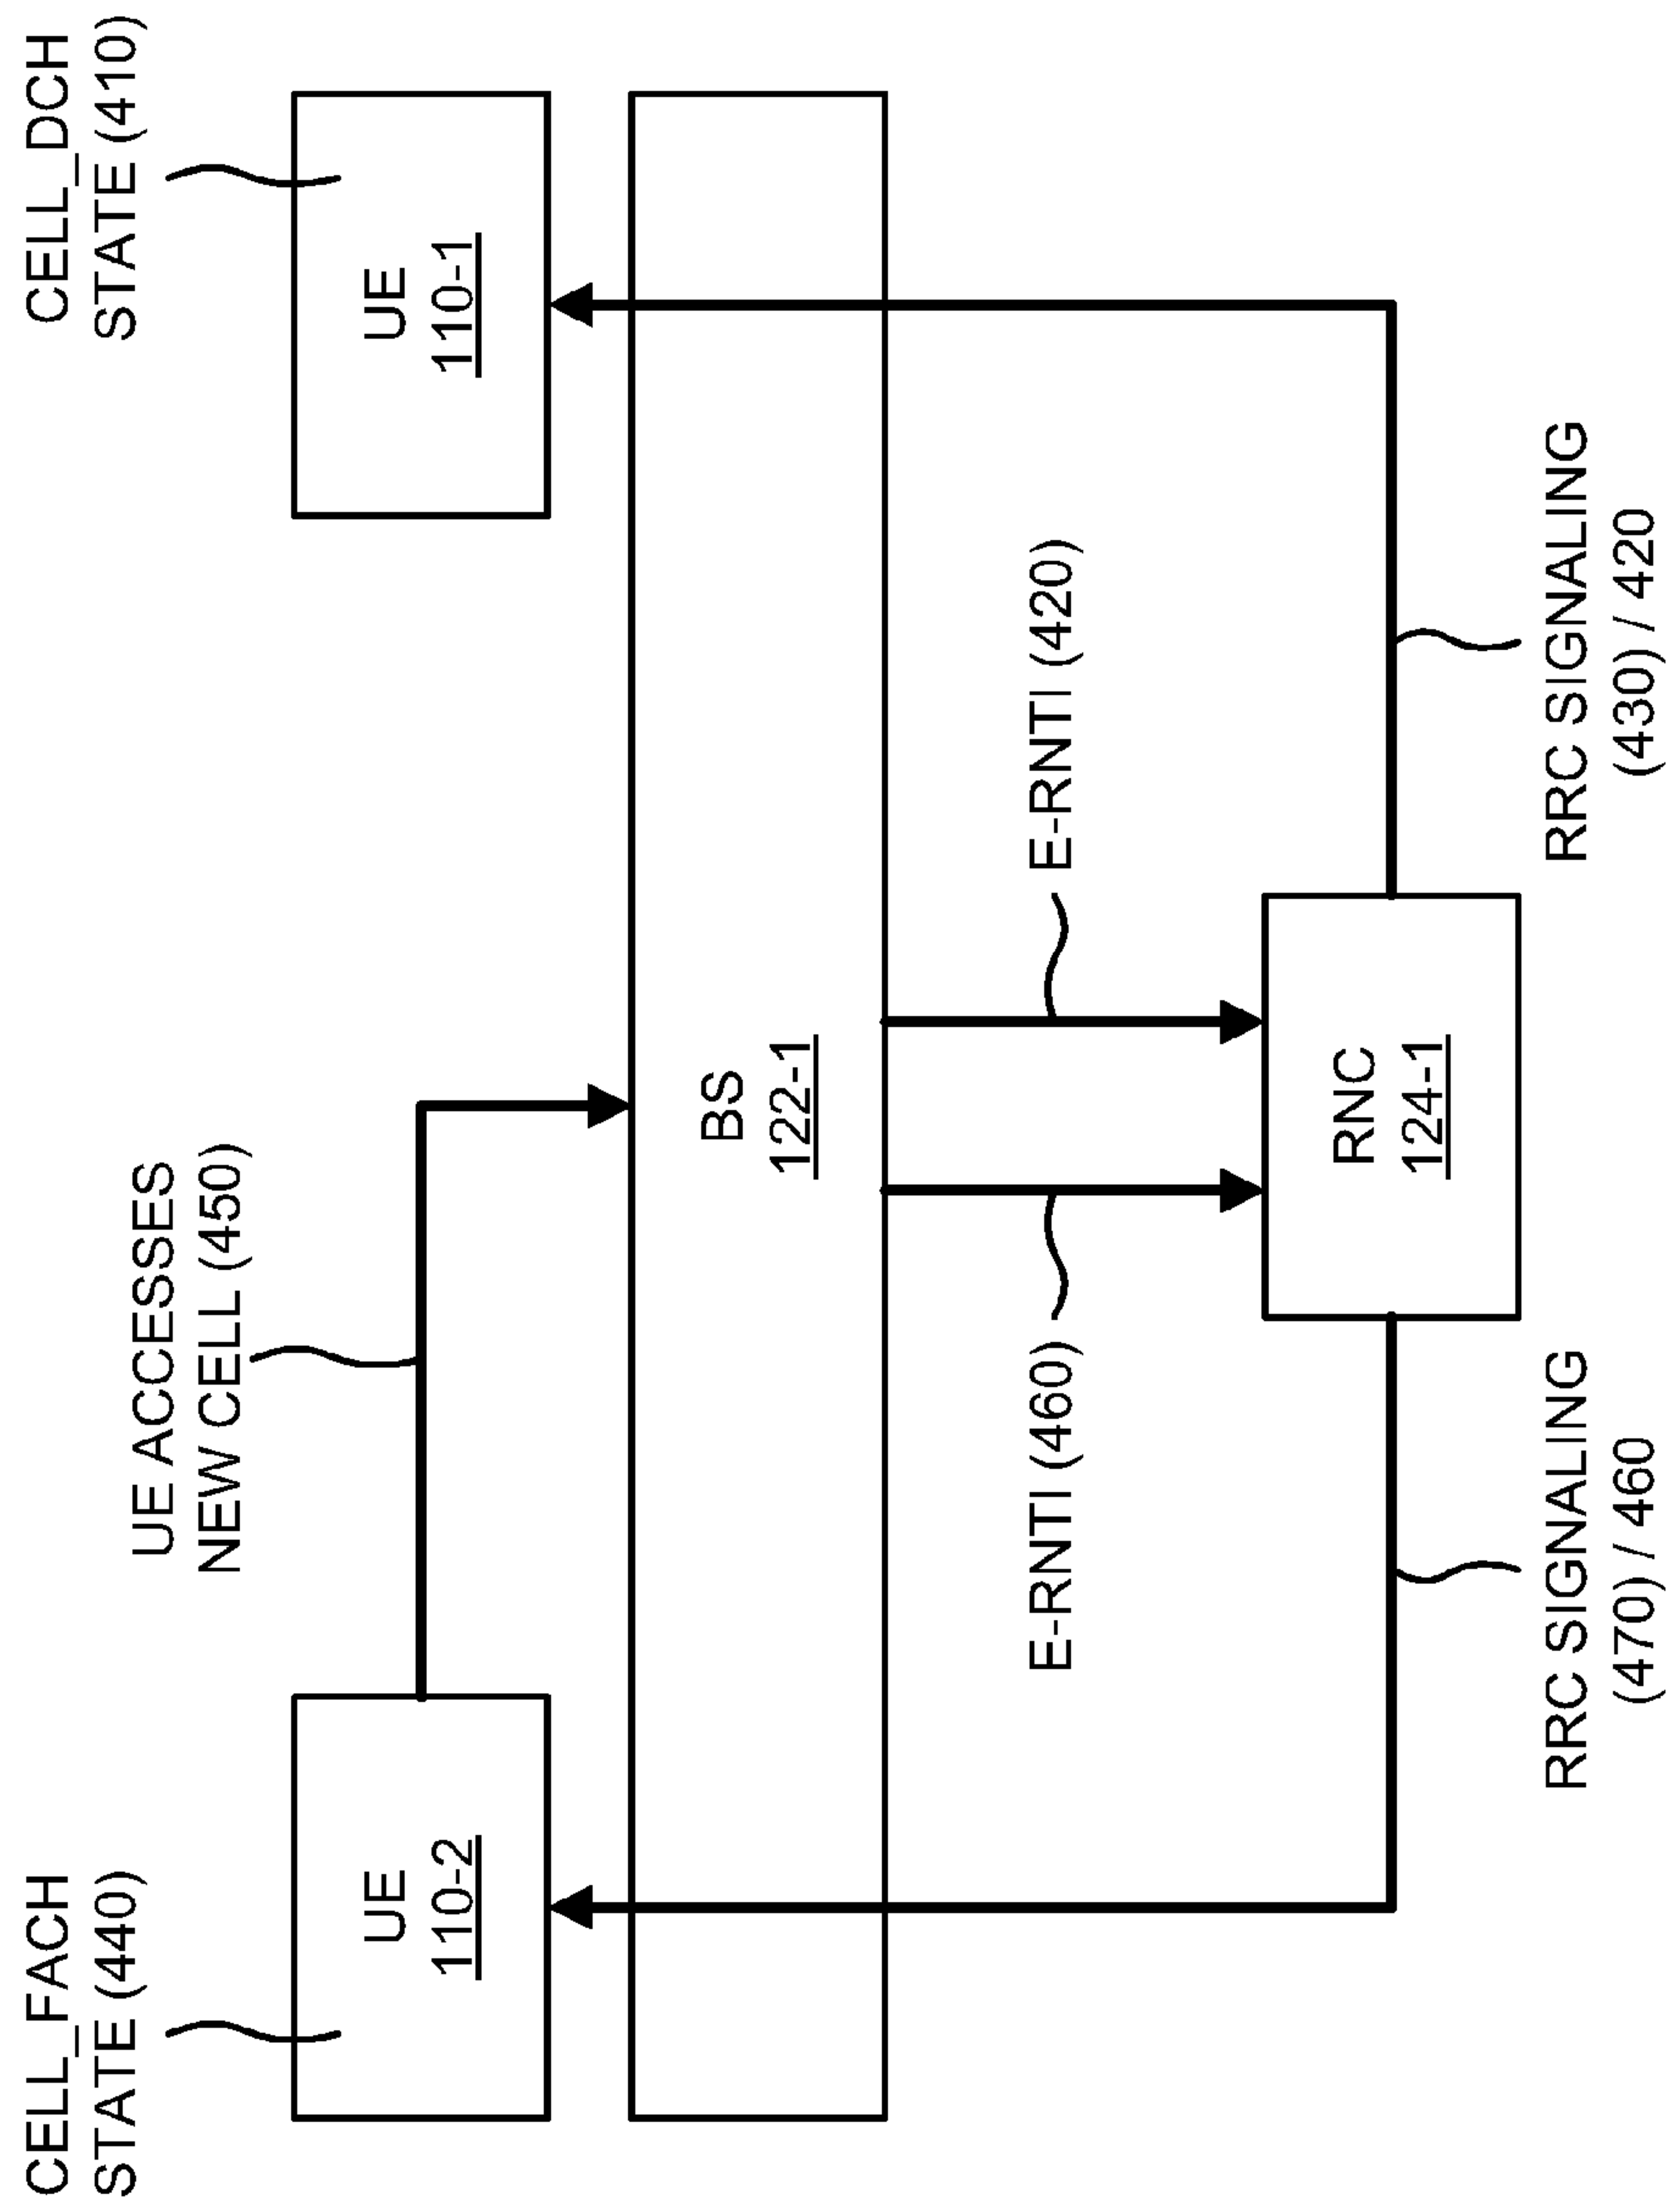 CELL_FACH
STATE (440)
UE ACCESSES
NEW CELL (450)
CELL_DCH
STATE (410)
UE
110-2
UE
110-1
BS
122-1
E-RNTI (460)
E-RNTI (420)
RNC
124-1
RRC SIGNALING
(470) / 460
RRC SIGNALING
(430) / 420